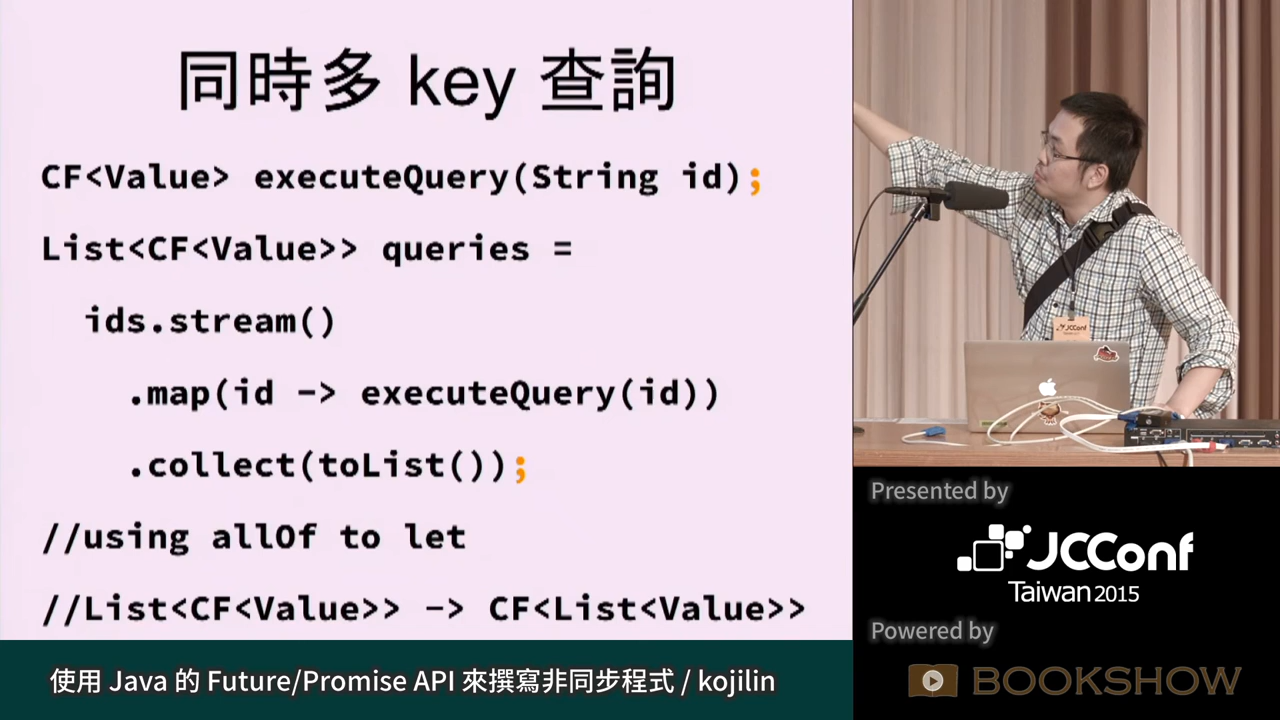 同時多 key 查詢
CF<Value> executeQuery(String id);
List<CF<Value>> queries =
ids.stream()
.map(id -> executeQuery(id))
.collect(toList());
//using allOf to let
//List<CF<Value>> -> CF<List<Value>>
使用 Java 的 Future/Promise API 來撰寫非同步程式 / kojilin
JCConf
Presented by
JCConf
Taiwan 2015
Powered by
BOOKSHOW